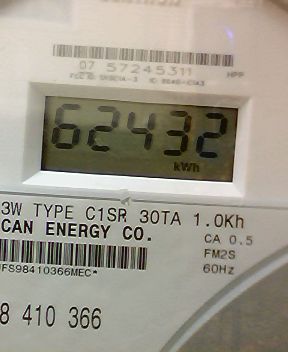 07 57245311 HPP
62432
kWh
3W TYPE C1SR 30TA 1.0Kh
CAN ENERGY CO.
CA 0.5
FM2S
60Hz
FS98410366MEC*
8 410 366